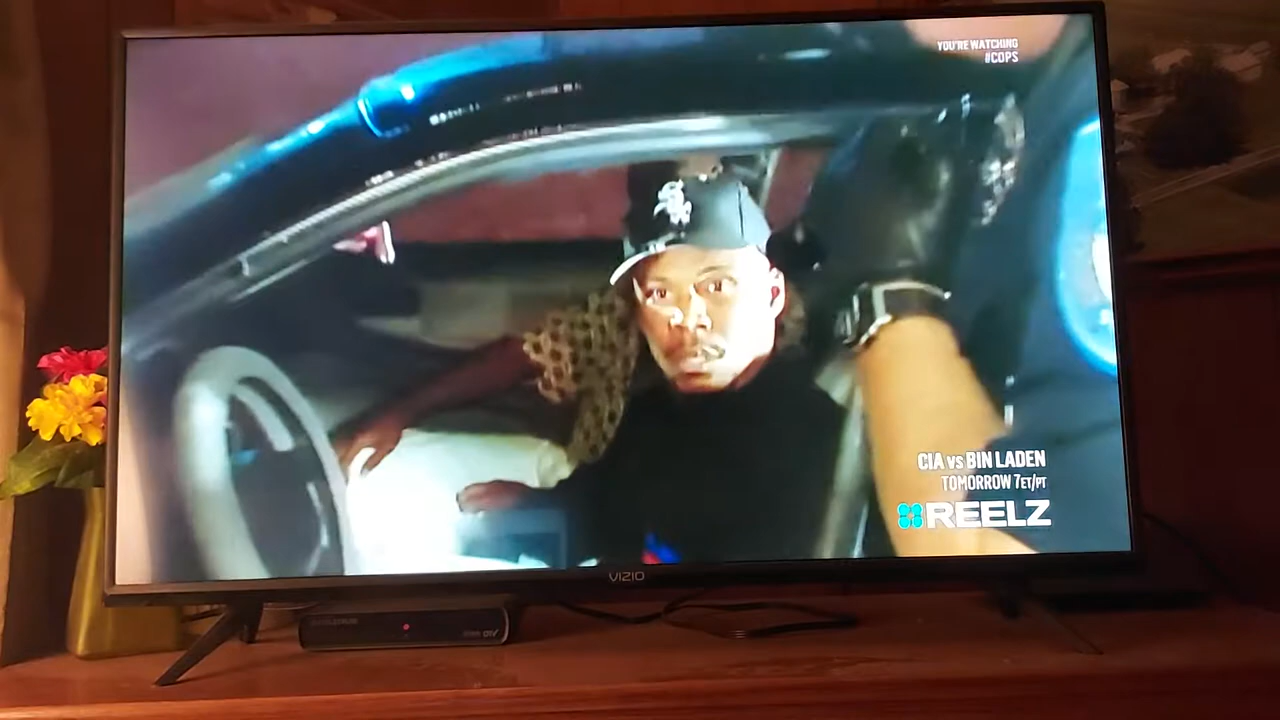 YOU'RE WATCHING
#COPS
CIA vs BIN LADEN
TOMORROW 7ET/PT
REELZ
VIZIO